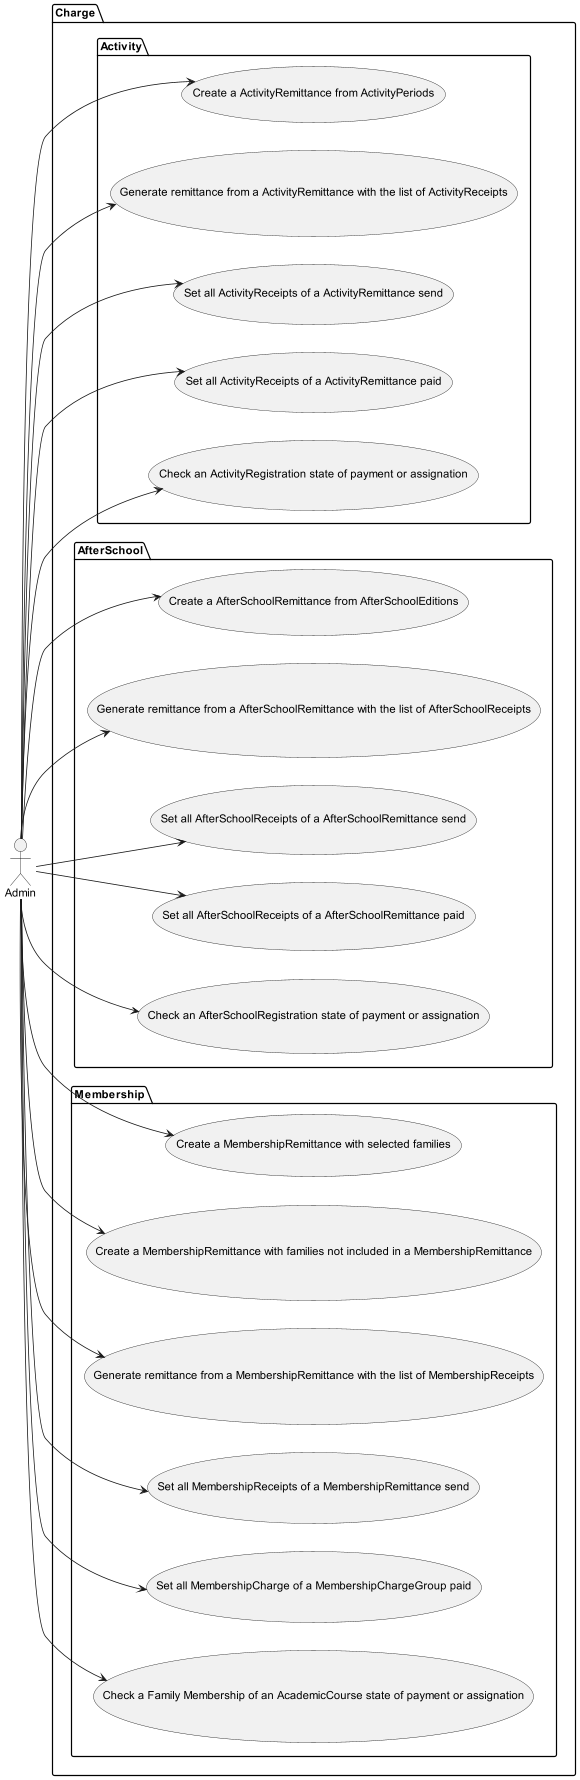 Charge
Activity
Create a ActivityRemittance from ActivityPeriods
Generate remittance from a ActivityRemittance with the list of ActivityReceipts
Set all ActivityReceipts of a ActivityRemittance send
Set all ActivityReceipts of a ActivityRemittance paid
Check an ActivityRegistration state of payment or assignation
AfterSchool
Create a AfterSchoolRemittance from AfterSchoolEditions
Generate remittance from a AfterSchoolRemittance with the list of AfterSchoolReceipts
Set all AfterSchoolReceipts of a AfterSchoolRemittance send
Admin
Set all AfterSchoolReceipts of a AfterSchoolRemittance paid
Check an AfterSchoolRegistration state of payment or assignation
Membership
Create a MembershipRemittance with selected families
Create a MembershipRemittance with families not included in a MembershipRemittance
Generate remittance from a MembershipRemittance with the list of MembershipReceipts
Set all MembershipReceipts of a MembershipRemittance send
Set all MembershipCharge of a MembershipChargeGroup paid
Check a Family Membership of an AcademicCourse state of payment or assignation